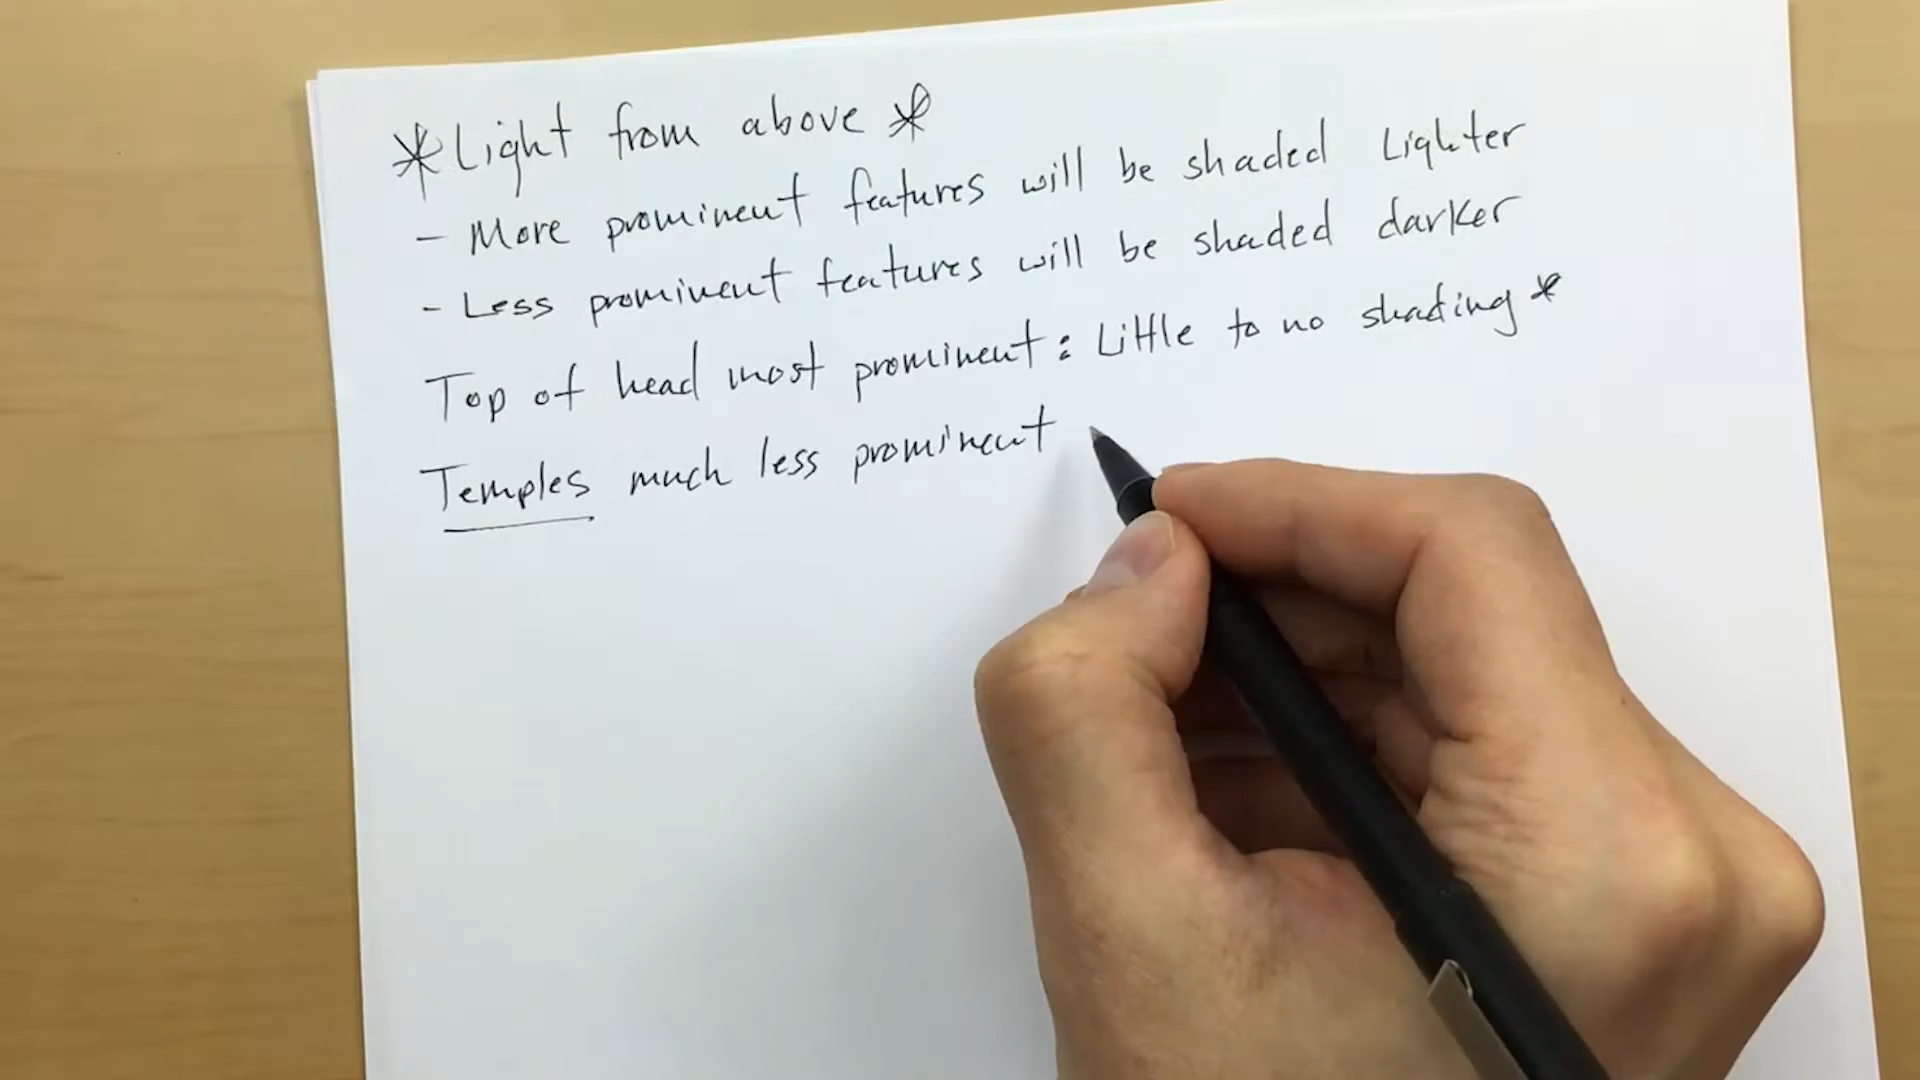 *Light from above*
- More prominent features will be shaded Lighter
- Less prominent features will be shaded darker
Top of head most prominent: Little to no shading*
Temples much less prominent